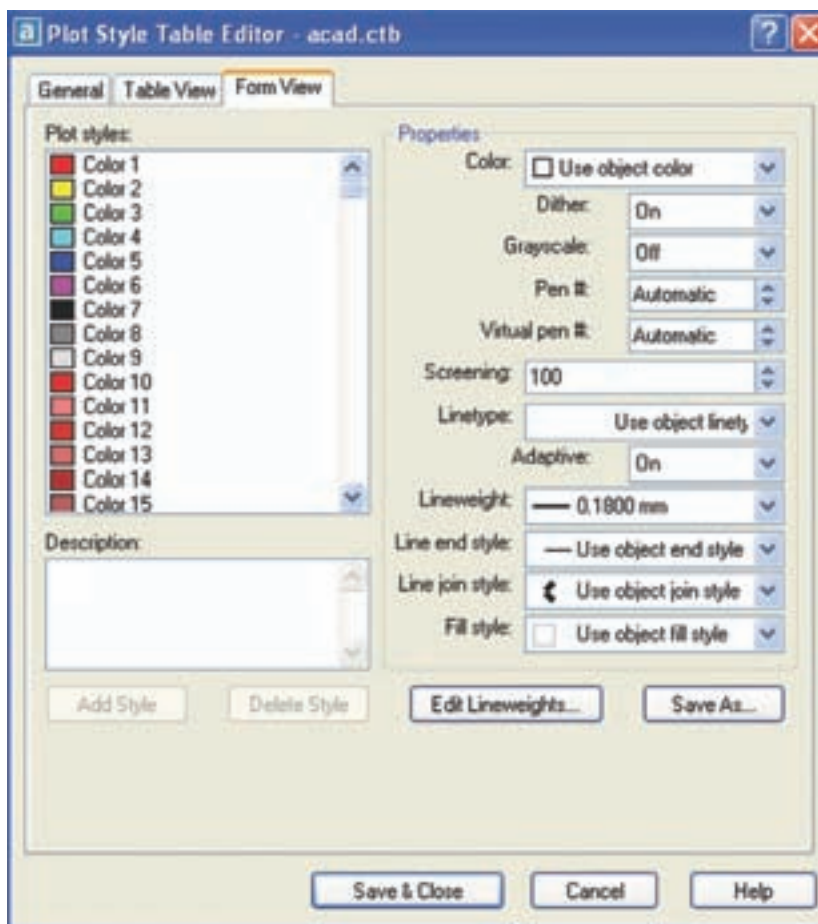 Plot Style Table Editor - acad.ctb
General
Table View
Form View
Plot styles:
Color 1
Color 2
Color 3
Color 4
Color 5
Color 6
Color 7
Color 8
Color 9
Color 10
Color 11
Color 12
Color 13
Color 14
Color 15
Description:
Add Style
Delete Style
Properties
Color: Use object color
Dither: On
Grayscale: Off
Pen #: Automatic
Virtual pen #: Automatic
Screening: 100
Linetype: Use object linety
Adaptive: On
Lineweight: 0.1800 mm
Line end style: Use object end style
Line join style: Use object join style
Fill style: Use object fill style
Edit Lineweights...
Save As...
Save & Close
Cancel
Help